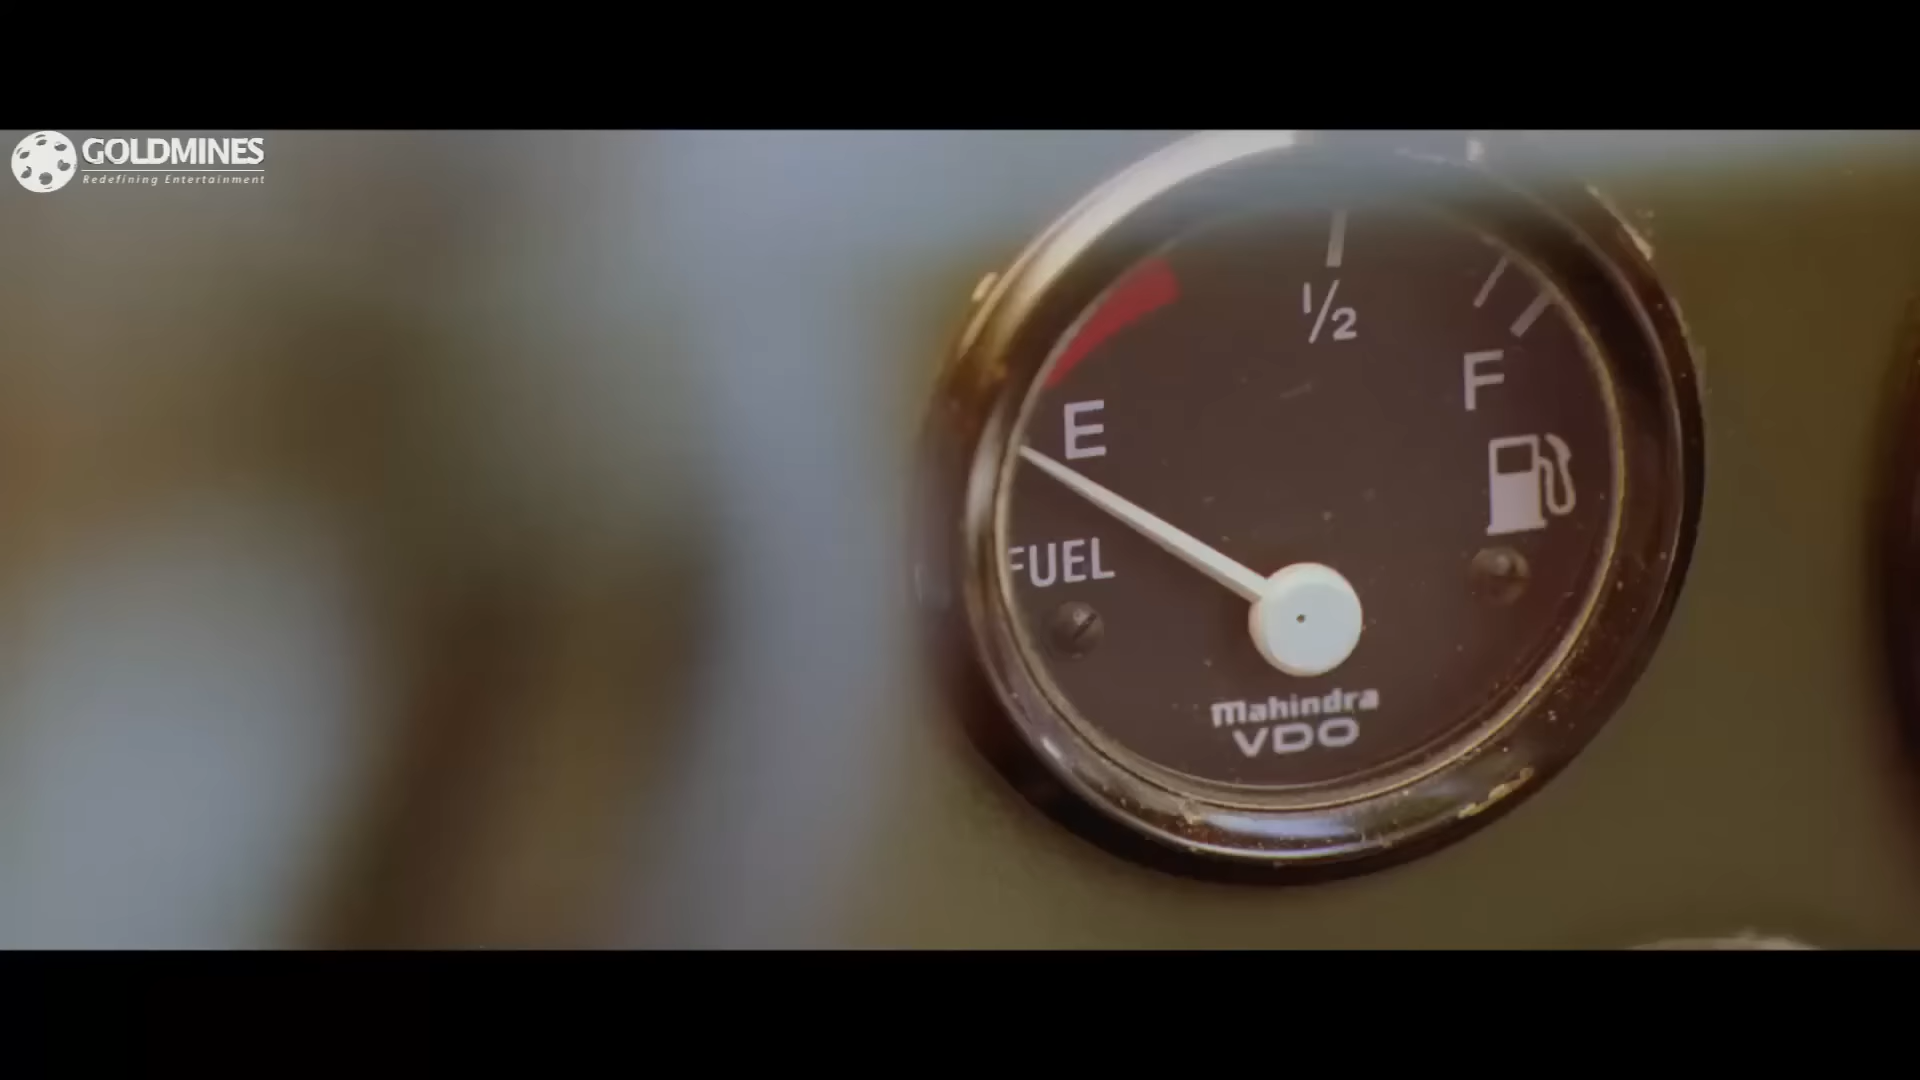 GOLDMINES
Redefining Entertainment
1/2
E
F
FUEL
Mahindra
VDO